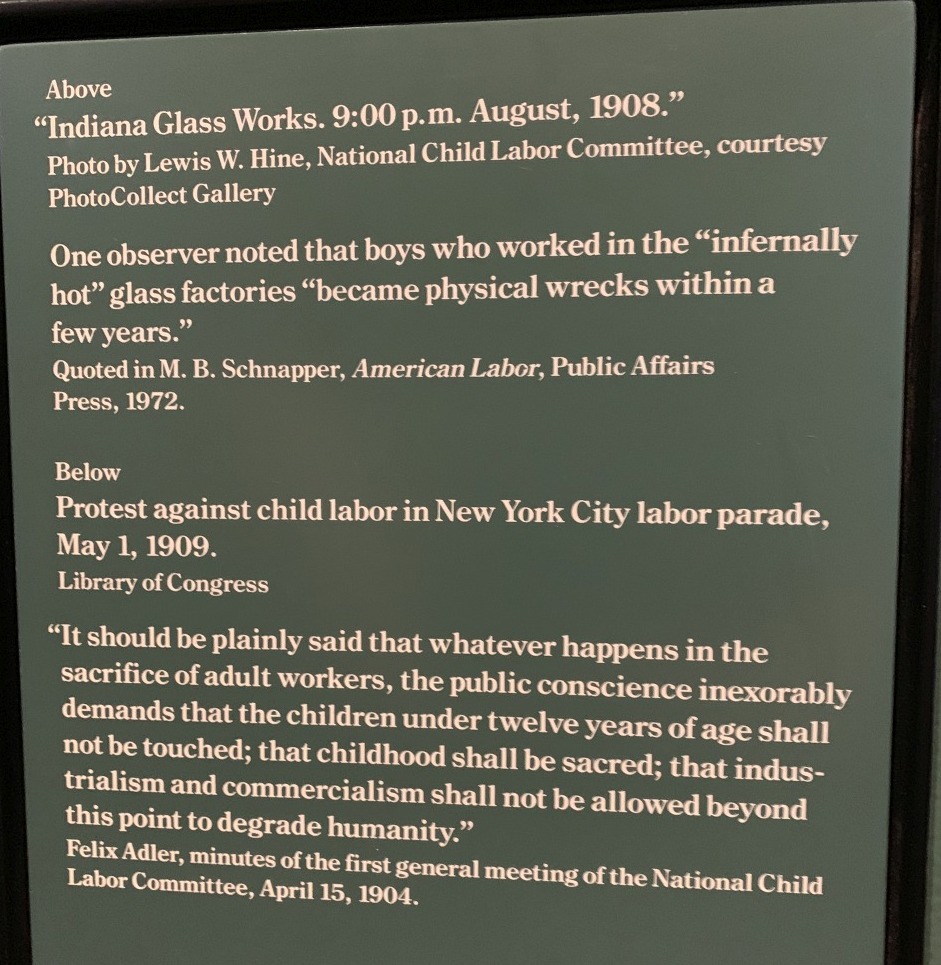 Above
“Indiana Glass Works. 9:00 p.m. August, 1908.”
Photo by Lewis W. Hine, National Child Labor Committee, courtesy
PhotoCollect Gallery
One observer noted that boys who worked in the “infernally
hot” glass factories “became physical wrecks within a
few years.”
Quoted in M. B. Schnapper, American Labor, Public Affairs
Press, 1972.
Below
Protest against child labor in New York City labor parade,
May 1, 1909.
Library of Congress
“It should be plainly said that whatever happens in the
sacrifice of adult workers, the public conscience inexorably
demands that the children under twelve years of age shall
not be touched; that childhood shall be sacred; that indus-
trialism and commercialism shall not be allowed beyond
this point to degrade humanity.”
Felix Adler, minutes of the first general meeting of the National Child
Labor Committee, April 15, 1904.